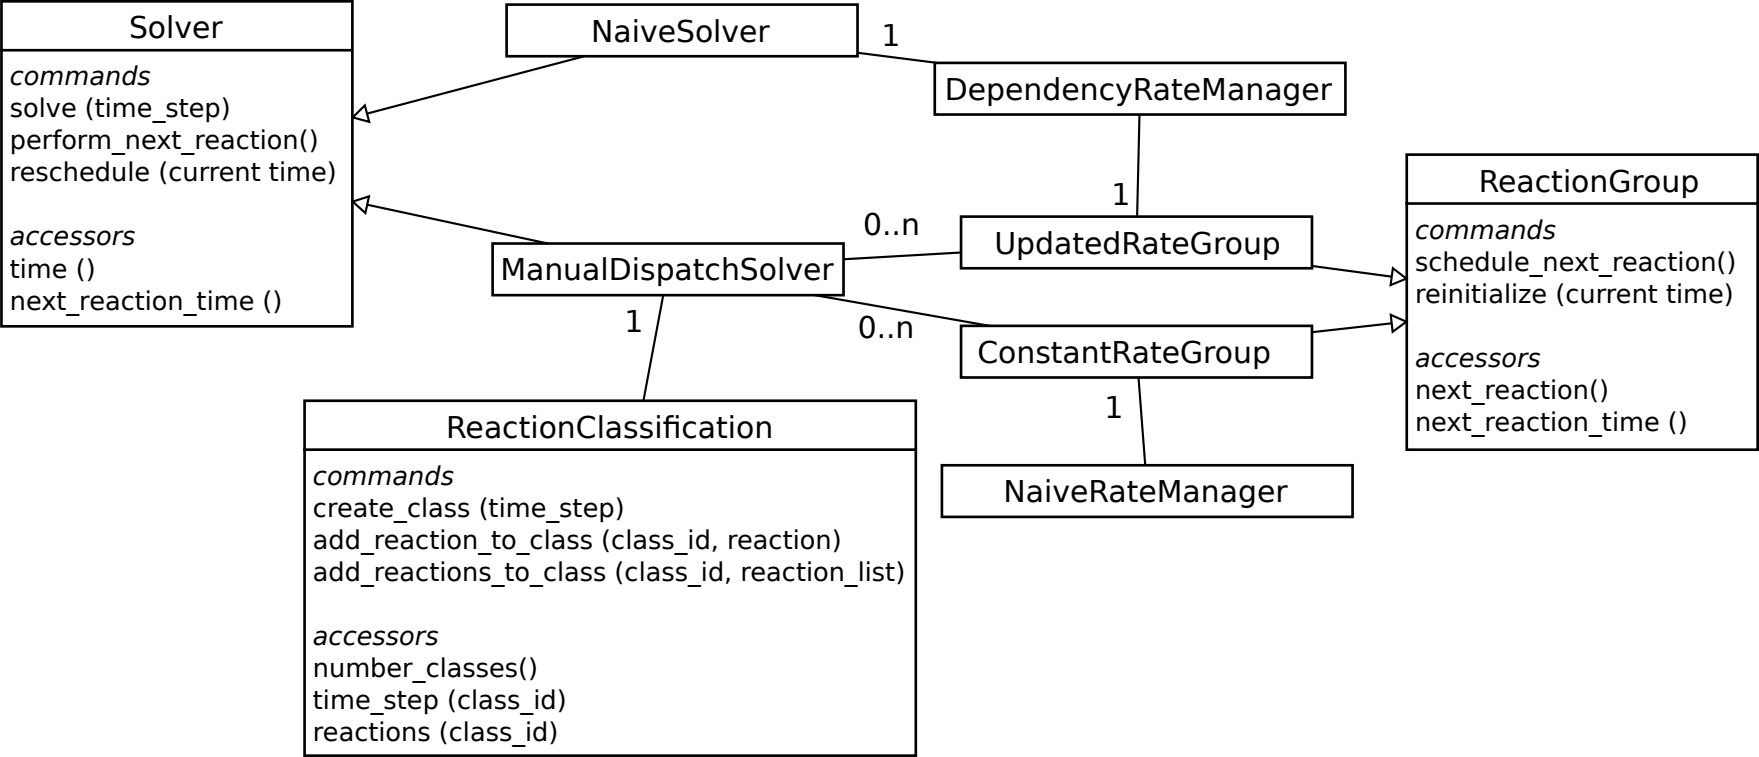 Solver
commands
solve (time_step)
perform_next_reaction()
reschedule (current time)
accessors
time ()
next_reaction_time ()
NaiveSolver
1
DependencyRateManager
1
0..n
UpdatedRateGroup
ManualDispatchSolver
1
0..n
ConstantRateGroup
1
NaiveRateManager
ReactionGroup
commands
schedule_next_reaction()
reinitialize (current time)
accessors
next_reaction()
next_reaction_time ()
ReactionClassification
commands
create_class (time_step)
add_reaction_to_class (class_id, reaction)
add_reactions_to_class (class_id, reaction_list)
accessors
number_classes()
time_step (class_id)
reactions (class_id)